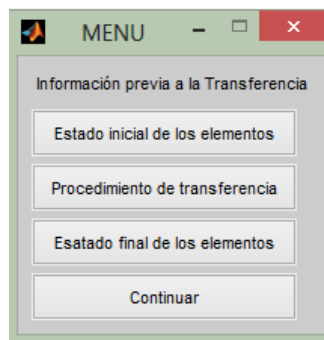 MENU
Información previa a la Transferencia
Estado inicial de los elementos
Procedimiento de transferencia
Esatado final de los elementos
Continuar